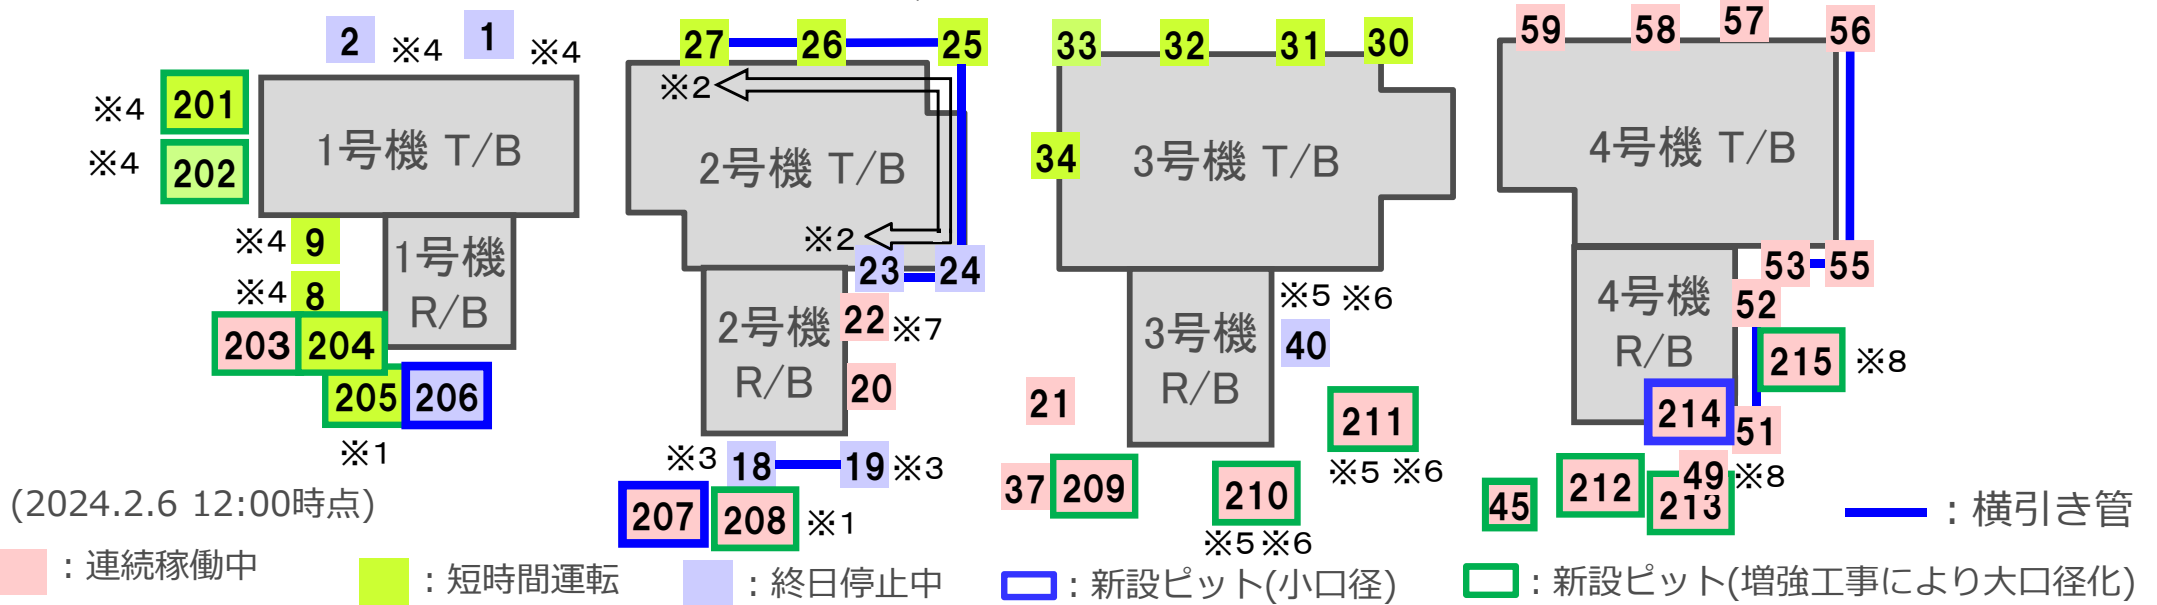 2 ※4 1 ※4
※4 201
※4 202
1号機 T/B
※4 9
※4 8
1号機
R/B
203 204
205 206
※1
27 26 25
※2
2号機 T/B
※2
23 24
2号機
R/B
22 ※7
20
※3 18 19 ※3
207 208 ※1
33 32 31 30
34
3号機 T/B
※5 ※6
3号機
R/B
40
21
211
※5 ※6
37 209 210
※5 ※6
59 58 57 56
4号機 T/B
53 55
4号機
R/B
52
215 ※8
214 51
49 ※8
45 212 213
(2024.2.6 12:00時点)
：横引き管
：連続稼働中 ：短時間運転 ：終日停止中 ：新設ピット(小口径) ：新設ピット(増強工事により大口径化)